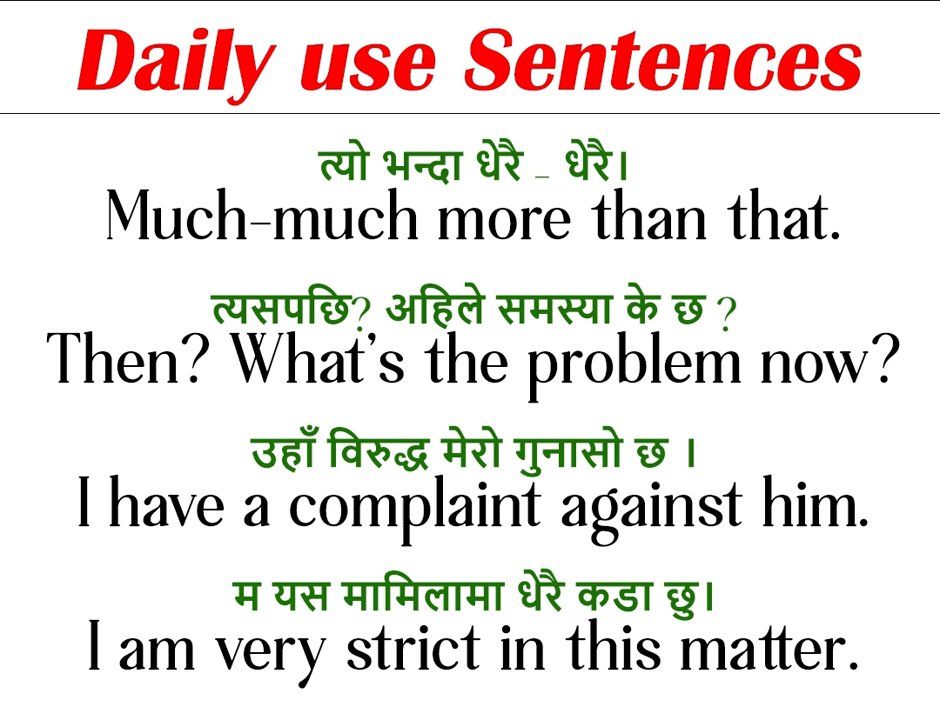 Daily use Sentences
त्यो भन्दा धेरै - धेरै।
Much-much more than that.
त्यसपछि? अहिले समस्या के छ ?
Then? What's the problem now?
उहाँ विरुद्ध मेरो गुनासो छ ।
I have a complaint against him.
म यस मामिलामा धेरै कडा छु।
I am very strict in this matter.